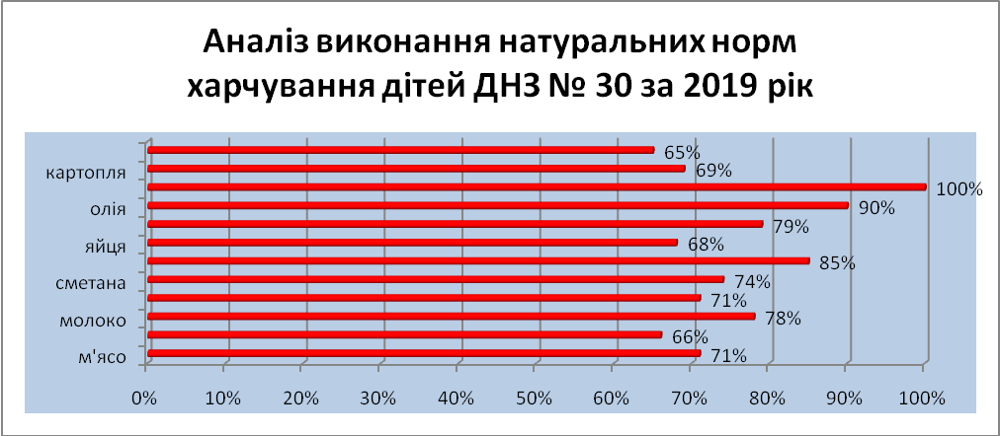 Аналіз виконання натуральних норм
харчування дітей ДНЗ № 30 за 2019 рік
65%
картопля 69%
100%
олія 90%
79%
яйця 68%
85%
сметана 74%
71%
молоко 78%
66%
м'ясо 71%
0% 10% 20% 30% 40% 50% 60% 70% 80% 90% 100%